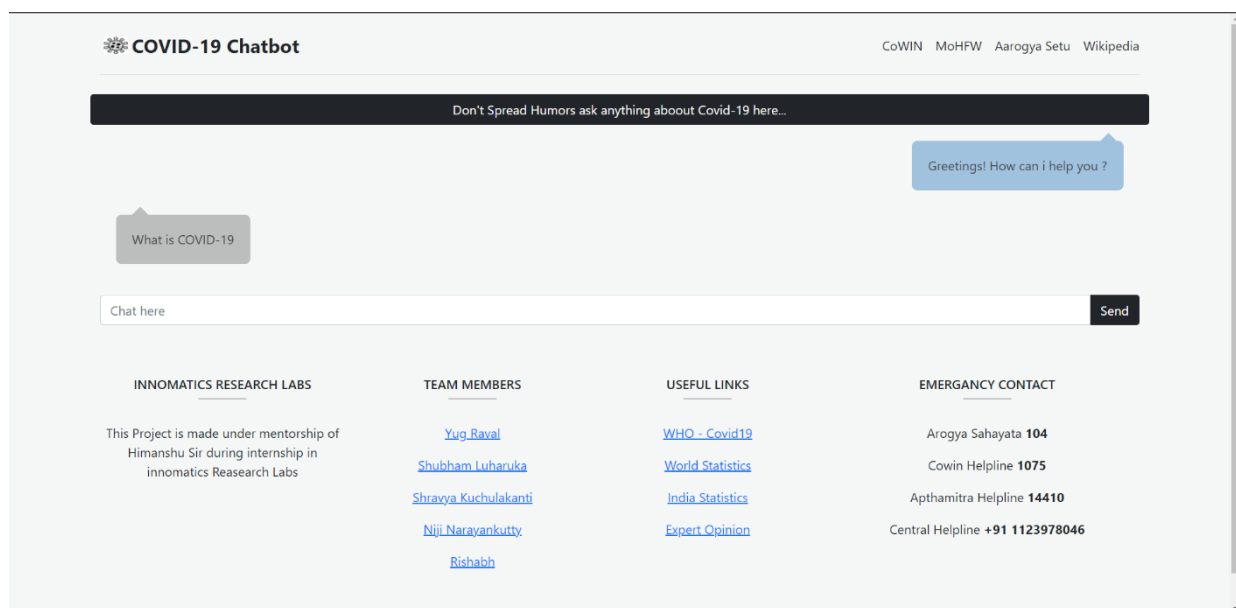 COVID-19 Chatbot
CoWIN MoHFW Aarogya Setu Wikipedia
Don't Spread Humors ask anything aboout Covid-19 here...
Greetings! How can i help you ?
What is COVID-19
Chat here
Send
INNOMATICS RESEARCH LABS
This Project is made under mentorship of
Himanshu Sir during internship in
innomatics Reasearch Labs
TEAM MEMBERS
Yug Raval
Shubham Luharuka
Shravya Kuchulakanti
Niji Narayankutty
Rishabh
USEFUL LINKS
WHO - Covid19
World Statistics
India Statistics
Expert Opinion
EMERGANCY CONTACT
Arogya Sahayata 104
Cowin Helpline 1075
Apthamitra Helpline 14410
Central Helpline +91 1123978046